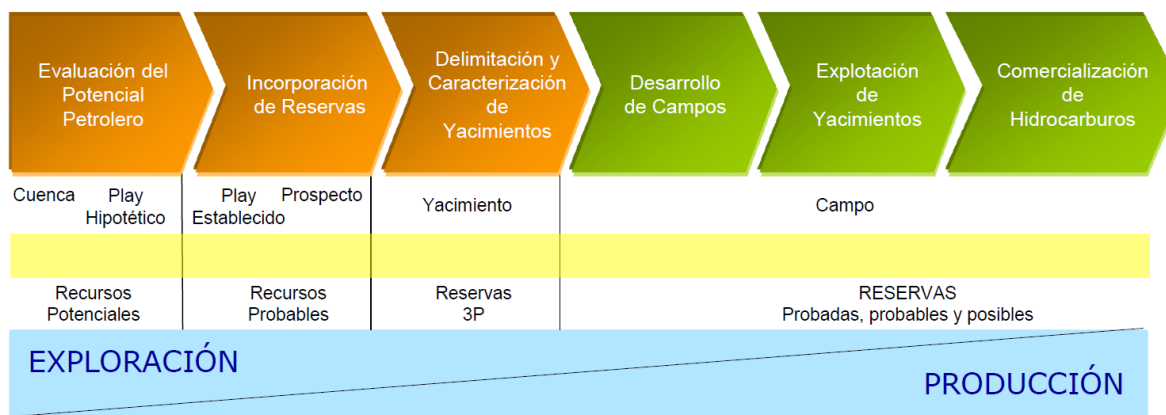 Evaluación del
Potencial
Petrolero
Incorporación
de Reservas
Delimitación y
Caracterización
de
Yacimientos
Desarrollo
de Campos
Explotación
de
Yacimientos
Comercialización
de
Hidrocarburos
Cuenca
Play
Hipotético
Play
Establecido
Prospecto
Yacimiento
Campo
Recursos
Potenciales
Recursos
Probables
Reservas
3P
RESERVAS
Probadas, probables y posibles
EXPLORACIÓN
PRODUCCIÓN